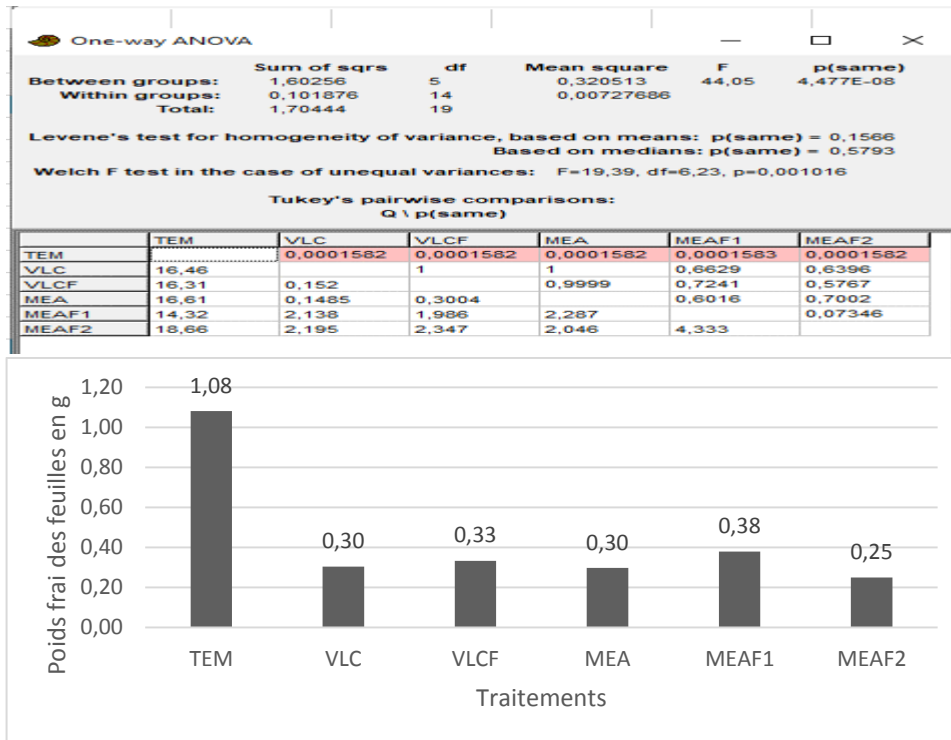 One-way ANOVA
Sum of sqrs df Mean square F p(same)
Between groups: 1,60256 5 0,320513 44,05 4,477E-08
Within groups: 0,101876 14 0,00727686
Total: 1,70444 19
Levene's test for homogeneity of variance, based on means: p(same) = 0,1566
Based on medians: p(same) = 0,5793
Welch F test in the case of unequal variances: F=19,39, df=6,23, p=0,001016
Tukey's pairwise comparisons:
Q \ p(same)
TEM VLC VLCF MEA MEAF1 MEAF2
TEM 0,0001582 0,0001582 0,0001582 0,0001583 0,0001582
VLC 16,46 1 1 0,6629 0,6396
VLCF 16,31 0,152 0,9999 0,7241 0,5767
MEA 16,61 0,1485 0,3004 0,6016 0,7002
MEAF1 14,32 2,138 1,986 2,287 0,07346
MEAF2 18,66 2,195 2,347 2,046 4,333
Poids frai des feuilles en g
1,20
1,00
0,80
0,60
0,40
0,20
0,00
1,08
0,30
0,33
0,30
0,38
0,25
TEM VLC VLCF MEA MEAF1 MEAF2
Traitements